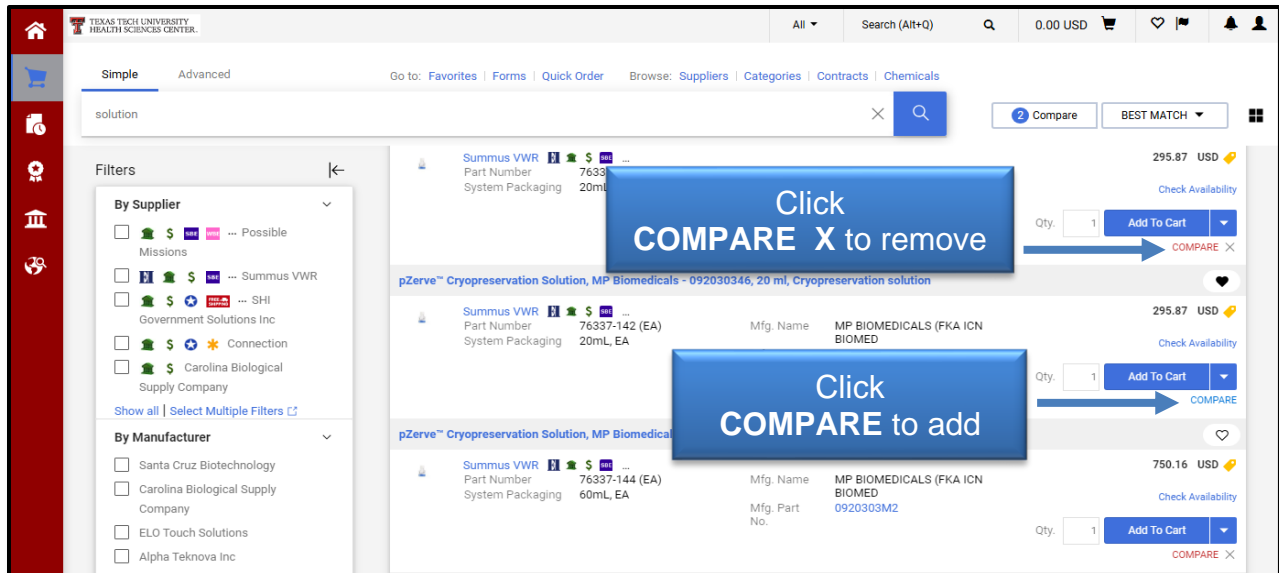 TEXAS TECH UNIVERSITY
HEALTH SCIENCES CENTER.
All Search (Alt+Q) 0.00 USD
Simple Advanced Go to: Favorites | Forms | Quick Order Browse: Suppliers | Categories | Contracts | Chemicals
solution 2 Compare BEST MATCH
Filters
By Supplier
$ SBE WBE ... Possible
Missions
$ SBE ... Summus VWR
$ ... SHI
Government Solutions Inc
$ Connection
$ Carolina Biological
Supply Company
Show all | Select Multiple Filters
By Manufacturer
Santa Cruz Biotechnology
Carolina Biological Supply
Company
ELO Touch Solutions
Alpha Teknova Inc
Summus VWR $ SBE ... 295.87 USD
Part Number 7633
System Packaging 20mL
Check Availability
Qty. 1 Add To Cart
COMPARE X
Click
COMPARE X to remove
pZerve™ Cryopreservation Solution, MP Biomedicals - 092030346, 20 ml, Cryopreservation solution
Summus VWR $ SBE ... 295.87 USD
Part Number 76337-142 (EA) Mfg. Name MP BIOMEDICALS (FKA ICN
System Packaging 20mL, EA BIOMED
Check Availability
Qty. 1 Add To Cart
COMPARE
Click
COMPARE to add
pZerve™ Cryopreservation Solution, MP Biomedical
Summus VWR $ SBE ... 750.16 USD
Part Number 76337-144 (EA) Mfg. Name MP BIOMEDICALS (FKA ICN
System Packaging 60mL, EA BIOMED
Check Availability
Mfg. Part 0920303M2
No.
Qty. 1 Add To Cart
COMPARE X